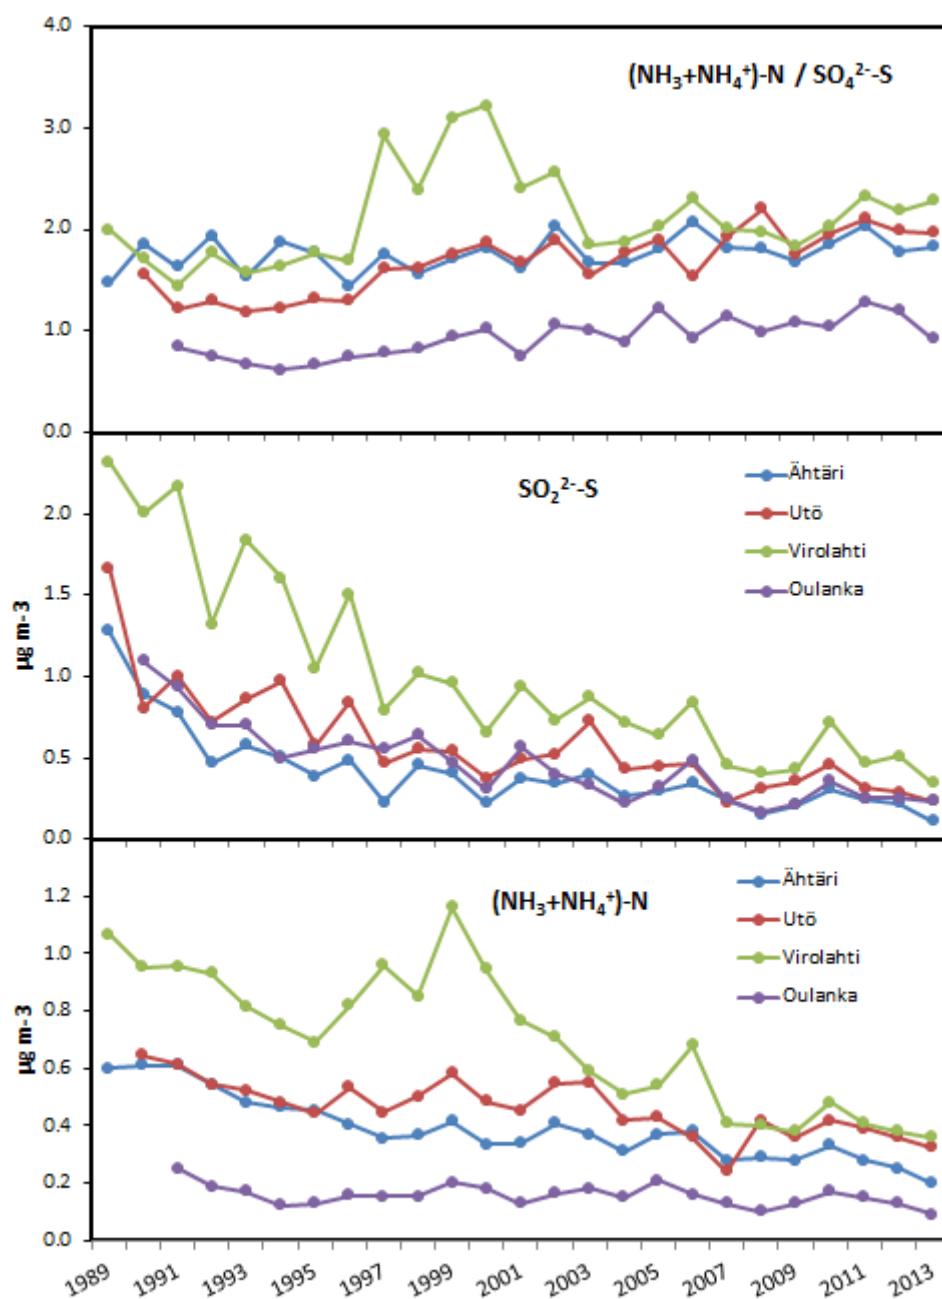 4.0
(NH₃+NH₄⁺)-N / SO₄²⁻-S
3.0
2.0
1.0
0.0
SO₂²⁻-S
Ähtäri
Utö
Virolahti
Oulanka
2.0
1.5
1.0
0.5
0.0
µg m-3
(NH₃+NH₄⁺)-N
Ähtäri
Utö
Virolahti
Oulanka
1.2
1.0
0.8
0.6
0.4
0.2
0.0
µg m-3
1989 1991 1993 1995 1997 1999 2001 2003 2005 2007 2009 2011 2013